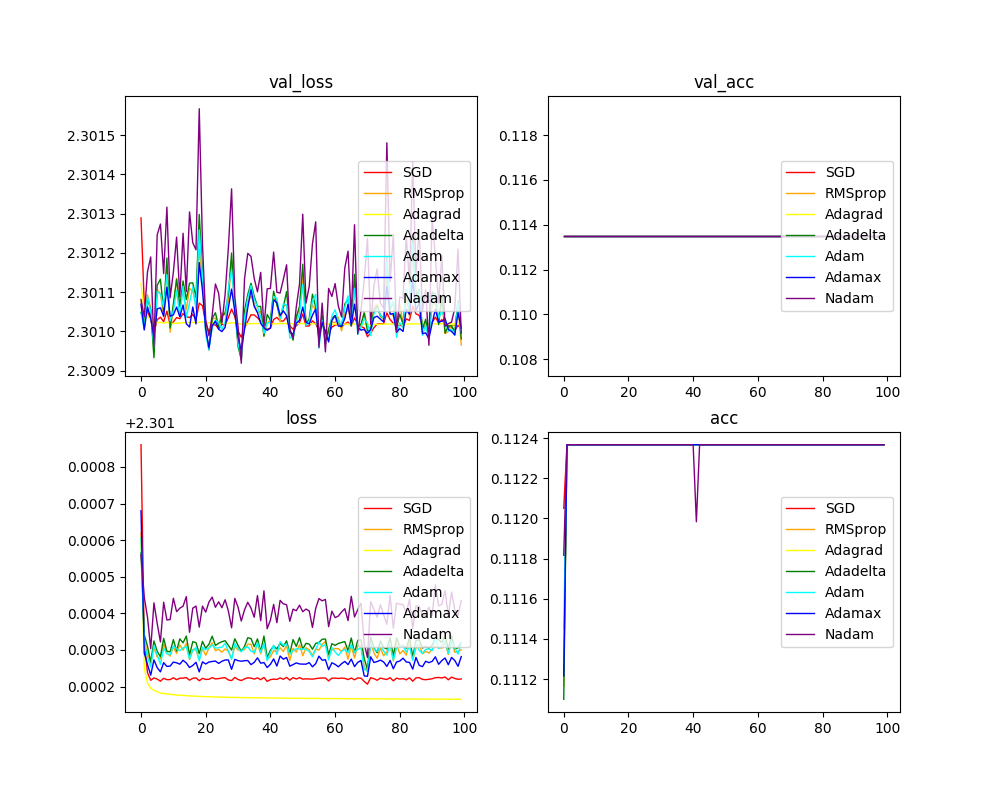 val_loss
2.3015
2.3014
2.3013
2.3012
2.3011
2.3010
2.3009
0 20 40 60 80 100
SGD
RMSprop
Adagrad
Adadelta
Adam
Adamax
Nadam
val_acc
0.118
0.116
0.114
0.112
0.110
0.108
0 20 40 60 80 100
SGD
RMSprop
Adagrad
Adadelta
Adam
Adamax
Nadam
loss
+2.301
0.0008
0.0007
0.0006
0.0005
0.0004
0.0003
0.0002
0 20 40 60 80 100
SGD
RMSprop
Adagrad
Adadelta
Adam
Adamax
Nadam
acc
0.1124
0.1122
0.1120
0.1118
0.1116
0.1114
0.1112
0 20 40 60 80 100
SGD
RMSprop
Adagrad
Adadelta
Adam
Adamax
Nadam